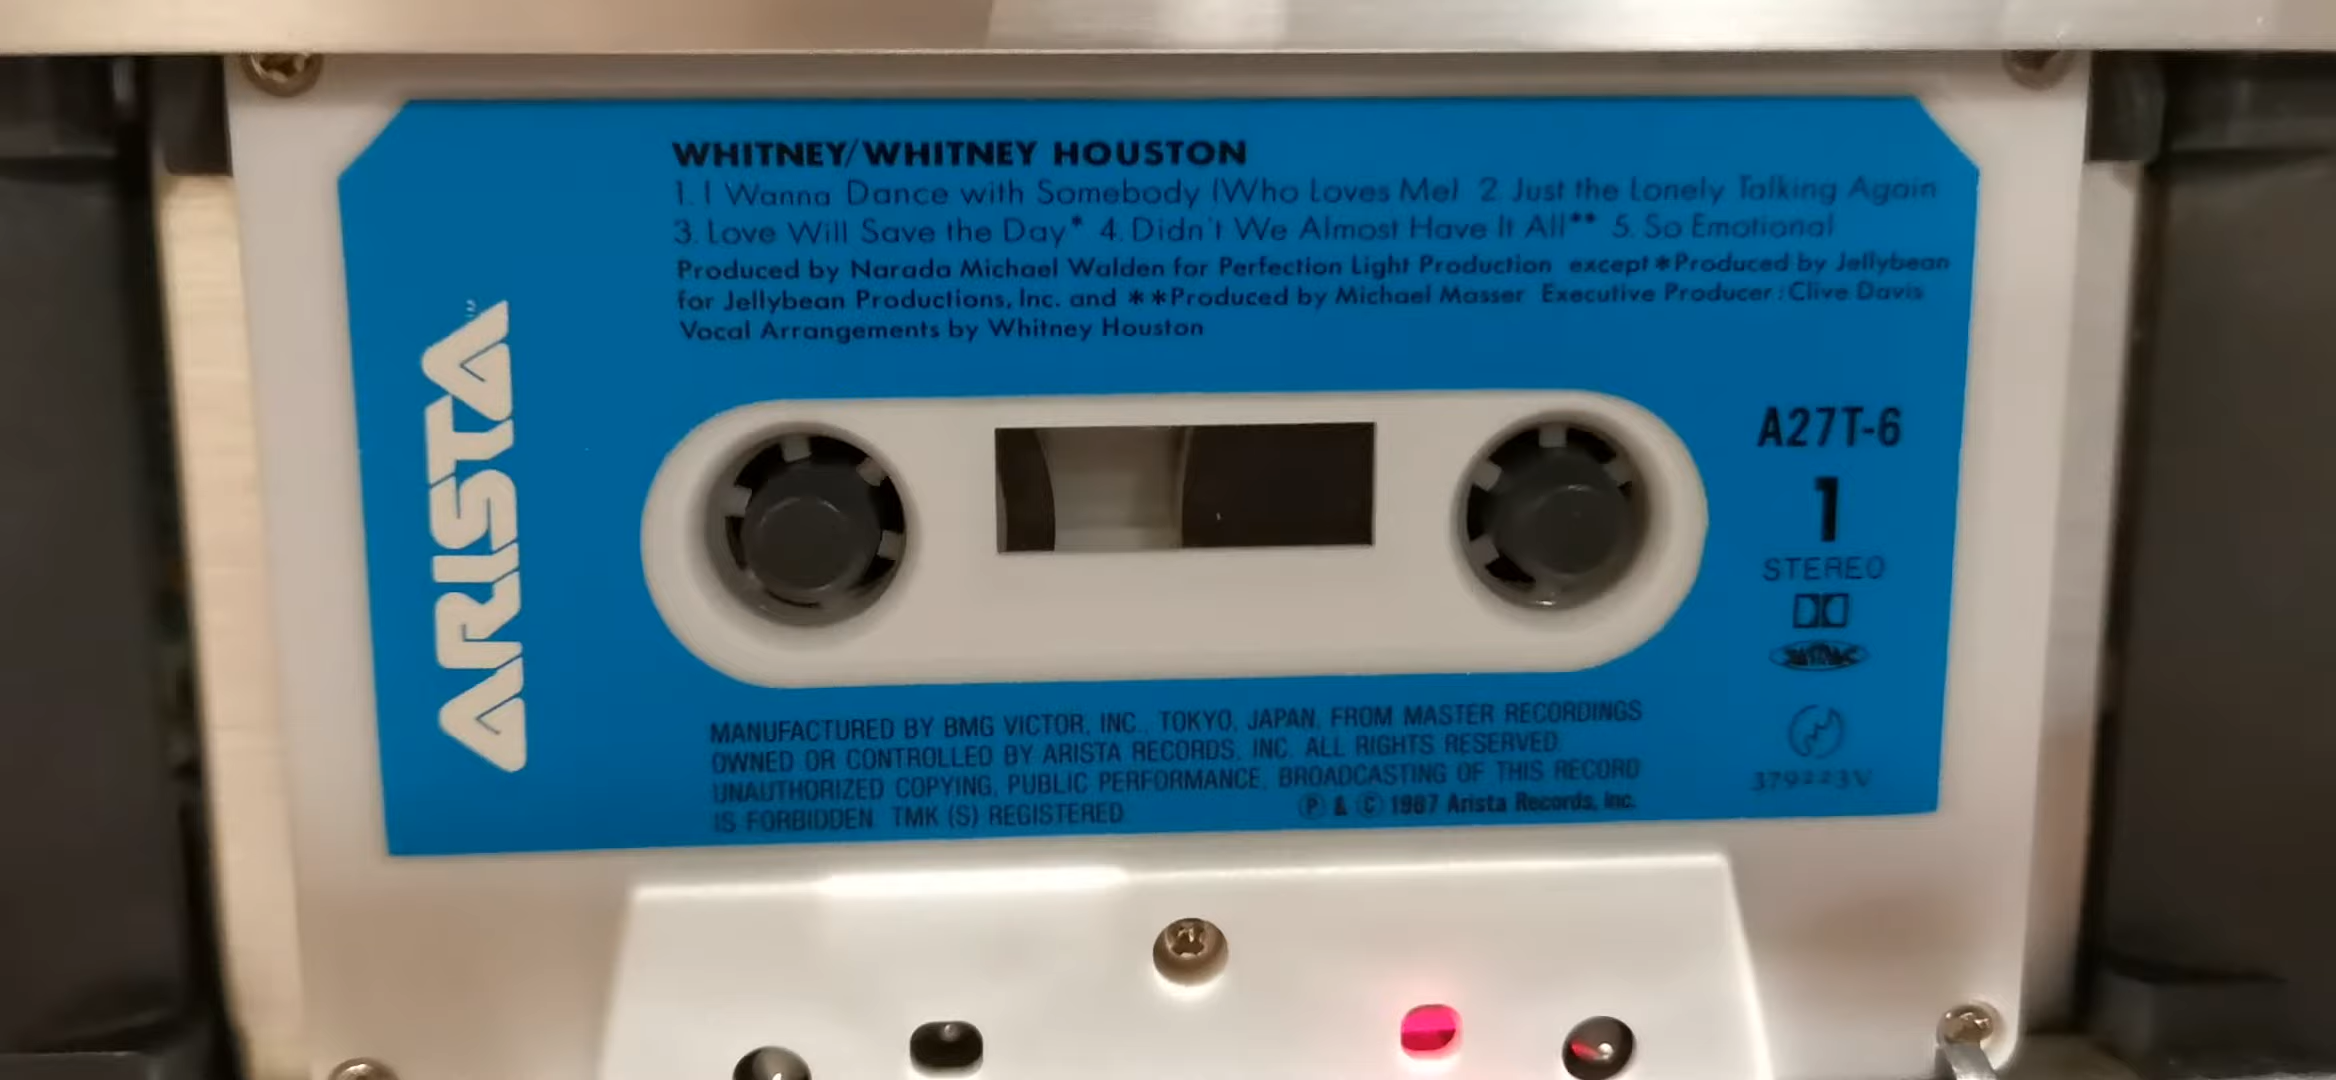 WHITNEY/WHITNEY HOUSTON
1. I Wanna Dance with Somebody (Who Loves Me) 2. Just the Lonely Talking Again
3. Love Will Save the Day* 4. Didn't We Almost Have It All** 5. So Emotional
Produced by Narada Michael Walden for Perfection Light Production except *Produced by Jellybean
for Jellybean Productions, Inc. and **Produced by Michael Masser Executive Producer: Clive Davis
Vocal Arrangements by Whitney Houston
ARISTA
TM
A27T-6
1
STEREO
MANUFACTURED BY BMG VICTOR, INC., TOKYO, JAPAN, FROM MASTER RECORDINGS
OWNED OR CONTROLLED BY ARISTA RECORDS, INC. ALL RIGHTS RESERVED.
UNAUTHORIZED COPYING, PUBLIC PERFORMANCE, BROADCASTING OF THIS RECORD
IS FORBIDDEN. TMK (S) REGISTERED
Ⓟ & © 1987 Arista Records, Inc.